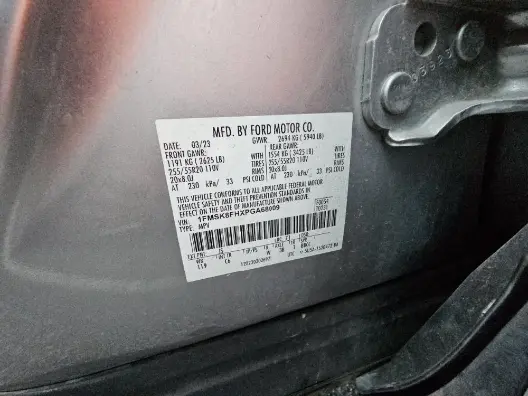 MFD. BY FORD MOTOR CO.
DATE: 03/23 GVWR: 2694 KG ( 5940 LB)
FRONT GAWR: REAR GAWR:
1191 KG (2625 LB) WITH 1554 KG (3425 LB) WITH
255/55R20 110V TIRES 255/55R20 110V TIRES
20x8.0J RIMS 20x8.0J RIMS
AT 230 kPa/ 33 PSI COLD AT 230 kPa/ 33 PSI COLD
THIS VEHICLE CONFORMS TO ALL APPLICABLE FEDERAL MOTOR
VEHICLE SAFETY AND THEFT PREVENTION STANDARDS IN
EFFECT ON THE DATE OF MANUFACTURE SHOWN ABOVE.
VIN: 1FMSK8FHXPGA68009
TYPE: MPV